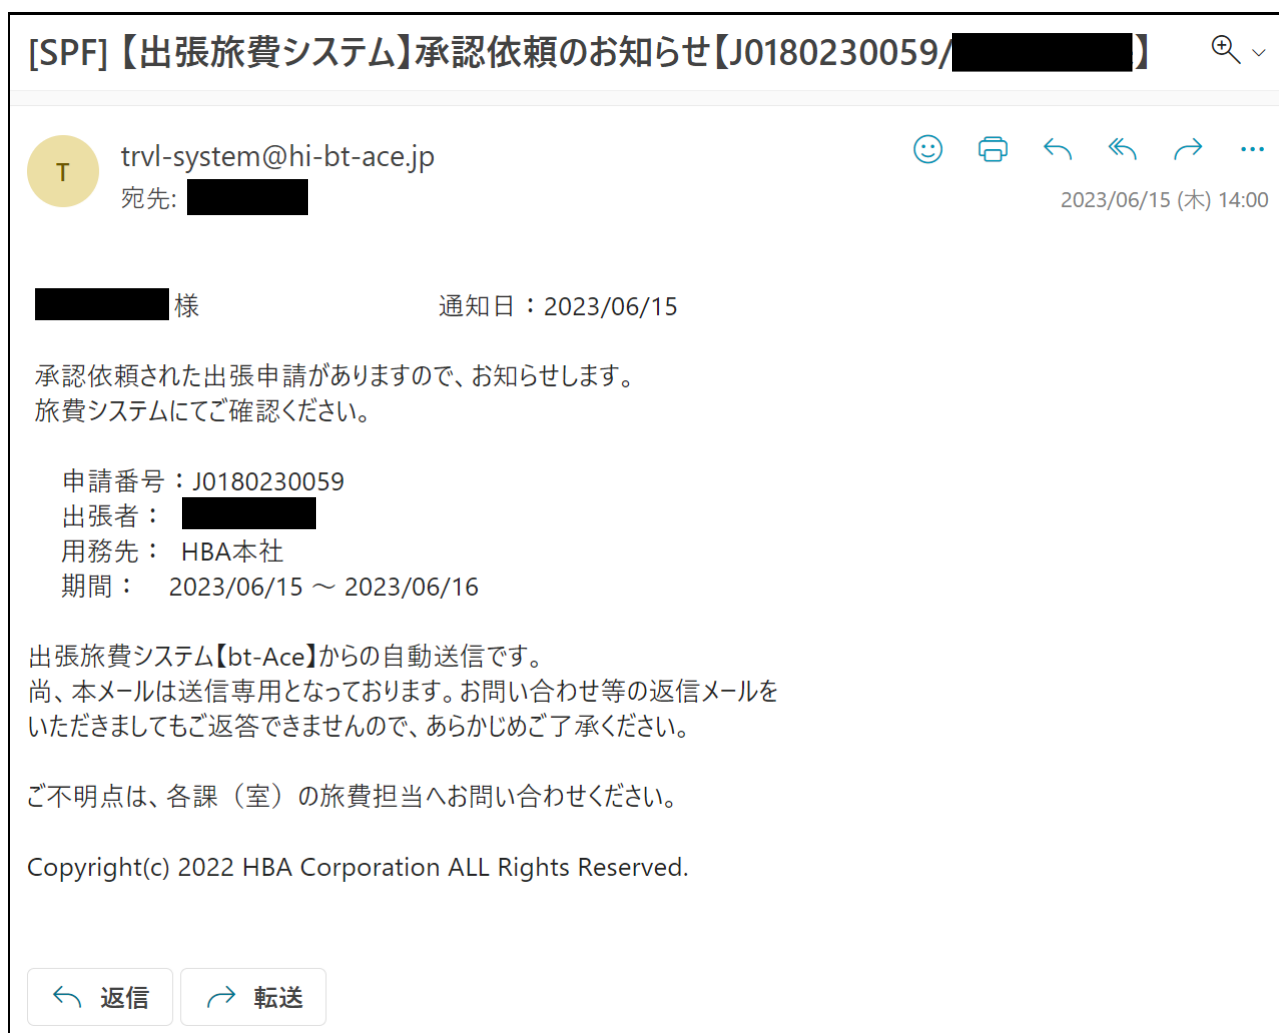 [SPF]【出張旅費システム】承認依頼のお知らせ【J0180230059/】
T
trvl-system@hi-bt-ace.jp
宛先:
2023/06/15 (木) 14:00
様 通知日：2023/06/15
承認依頼された出張申請がありますので、お知らせします。
旅費システムにてご確認ください。
申請番号：J0180230059
出張者：
用務先： HBA本社
期間： 2023/06/15 ～ 2023/06/16
出張旅費システム【bt-Ace】からの自動送信です。
尚、本メールは送信専用となっております。お問い合わせ等の返信メールを
いただきましてもご返答できませんので、あらかじめご了承ください。
ご不明点は、各課（室）の旅費担当へお問い合わせください。
Copyright(c) 2022 HBA Corporation ALL Rights Reserved.
返信 転送